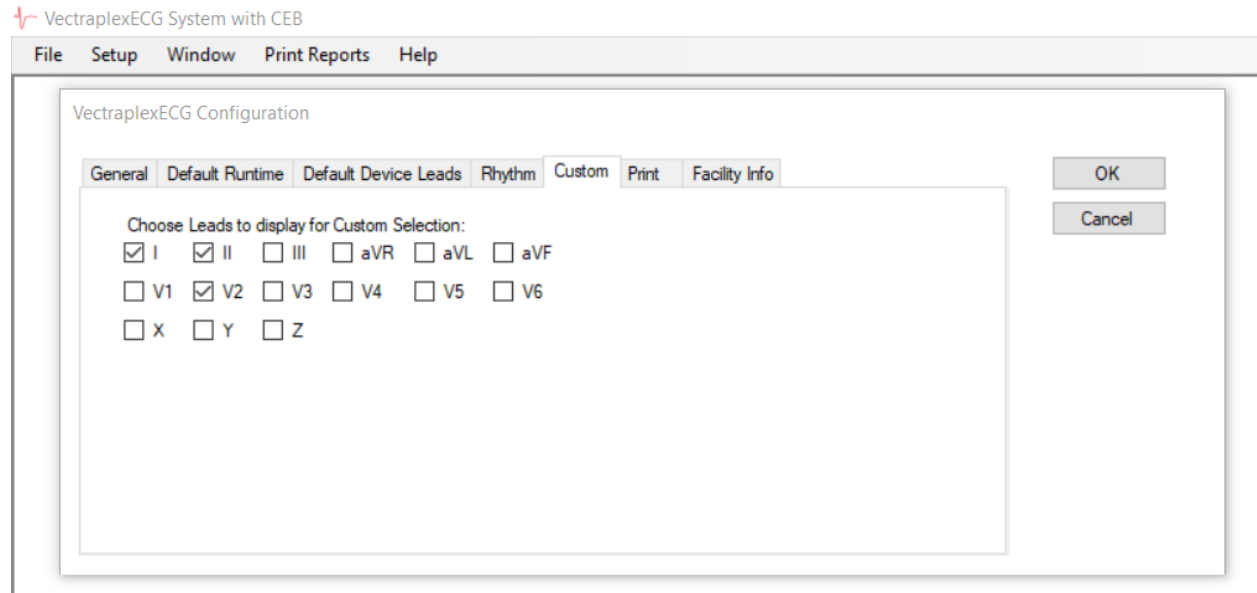 VectraplexECG System with CEB
File Setup Window Print Reports Help
VectraplexECG Configuration
General Default Runtime Default Device Leads Rhythm Custom Print Facility Info
OK
Cancel
Choose Leads to display for Custom Selection:
I II III aVR aVL aVF
V1 V2 V3 V4 V5 V6
X Y Z